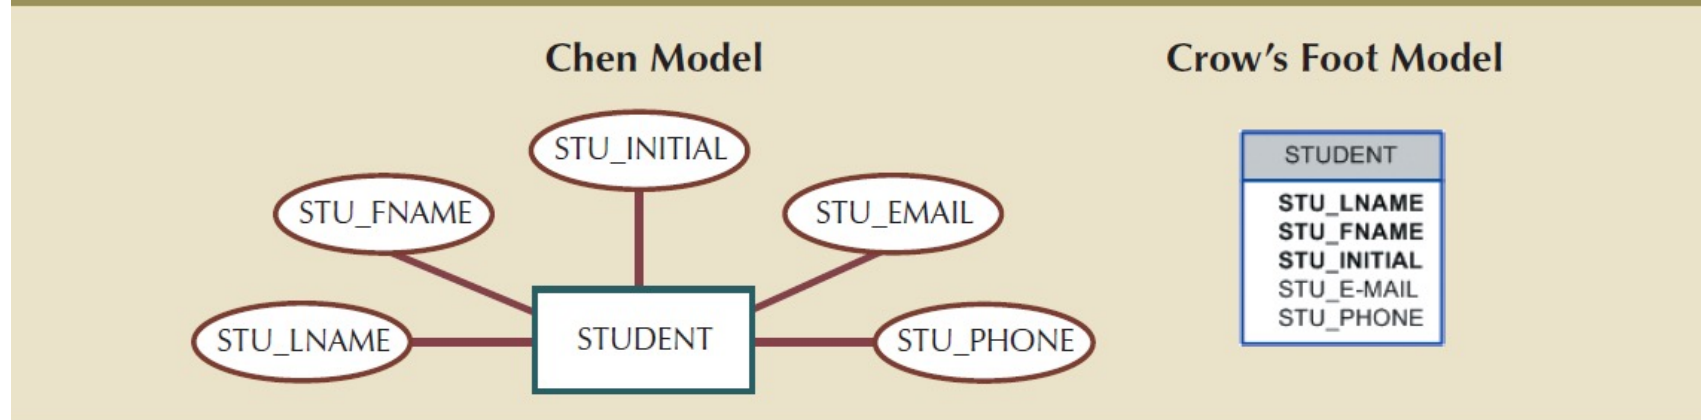 Chen Model
Crow's Foot Model
STU_INITIAL
STU_FNAME
STU_EMAIL
STU_LNAME
STUDENT
STU_PHONE
STUDENT
STU_LNAME
STU_FNAME
STU_INITIAL
STU_E-MAIL
STU_PHONE